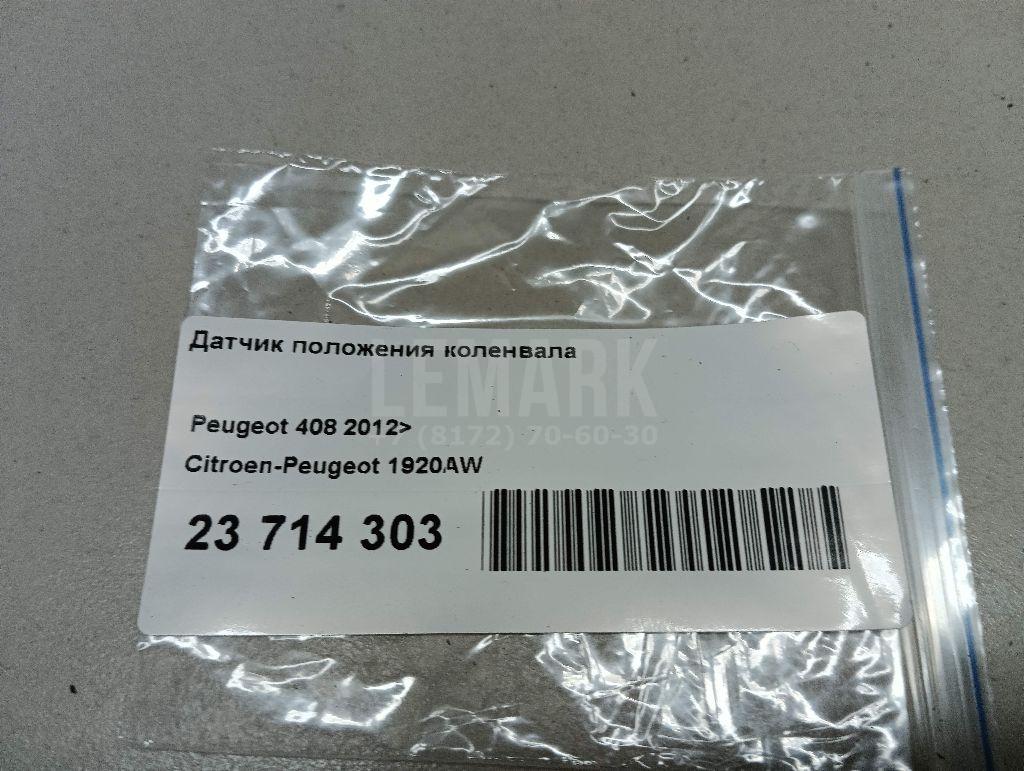 Датчик положения коленвала
LEMARK
+7 (8172) 70-60-30
Peugeot 408 2012>
Citroen-Peugeot 1920AW
23 714 303